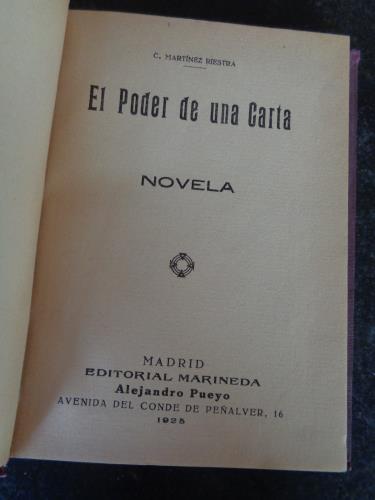 C. MARTÍNEZ RIESTRA
El Poder de una Carta
NOVELA
MADRID
EDITORIAL MARINEDA
Alejandro Pueyo
AVENIDA DEL CONDE DE PEÑALVER, 16
1925